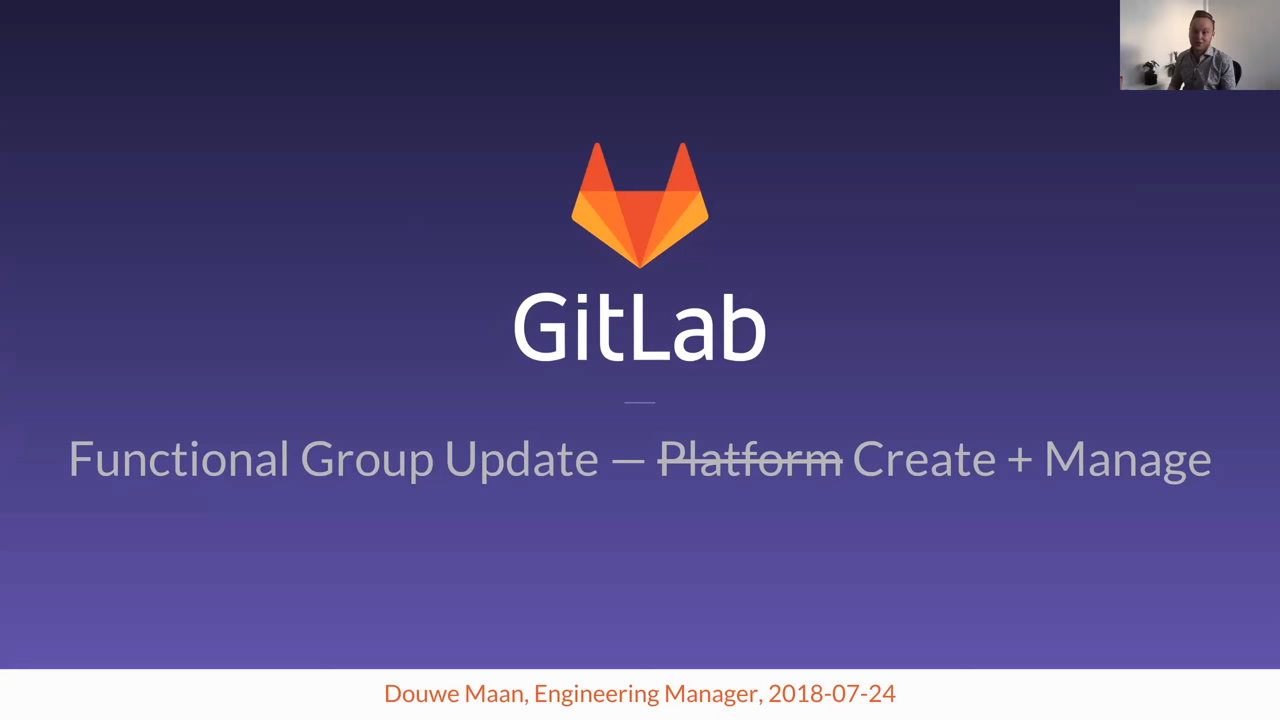 GitLab
Functional Group Update — Platform Create + Manage
Douwe Maan, Engineering Manager, 2018-07-24